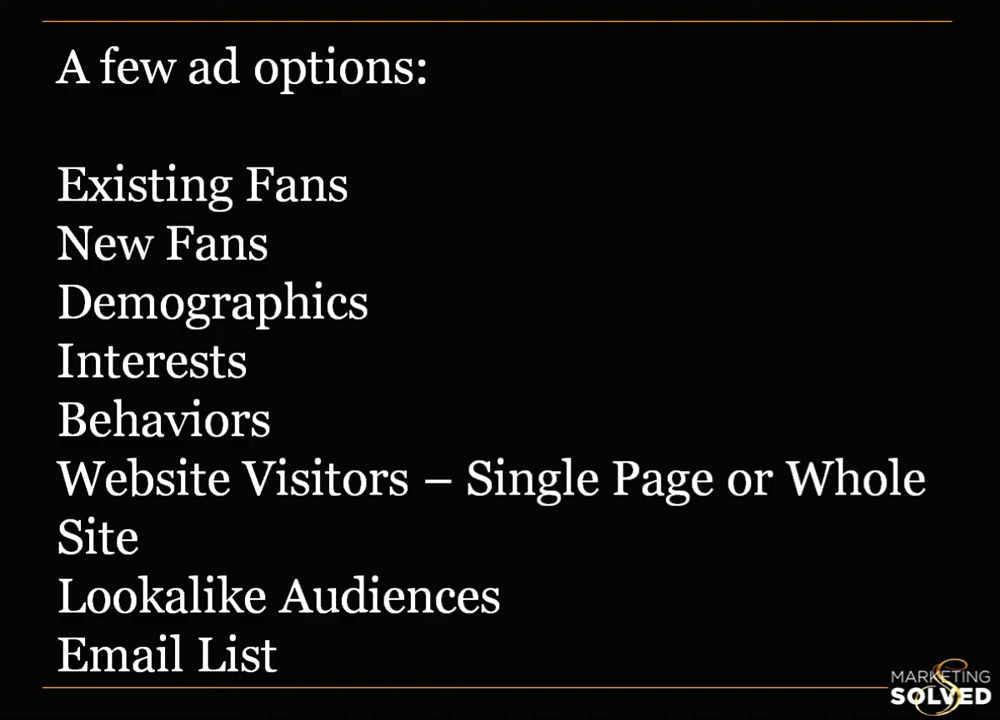 A few ad options:
Existing Fans
New Fans
Demographics
Interests
Behaviors
Website Visitors – Single Page or Whole
Site
Lookalike Audiences
Email List
MARKETING
SOLVED